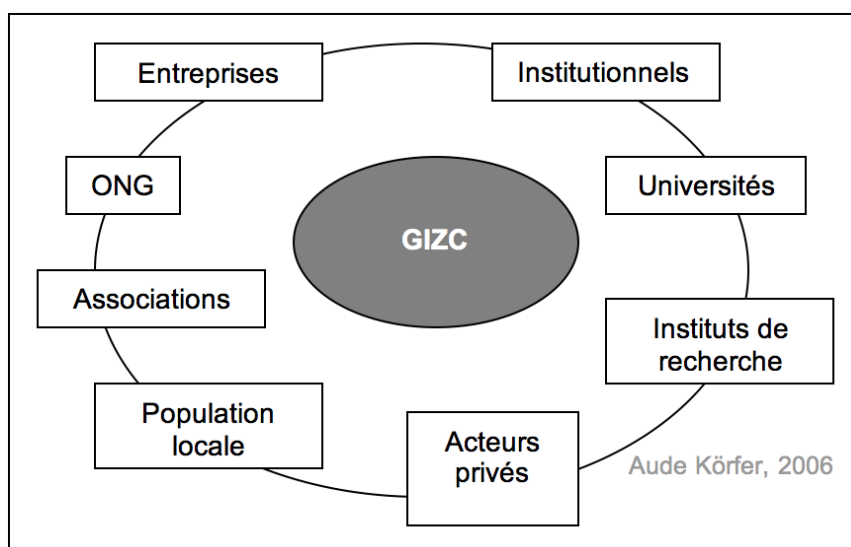 Entreprises
Institutionnels
ONG
Universités
GIZC
Associations
Instituts de
recherche
Population
locale
Acteurs
privés
Aude Körfer, 2006